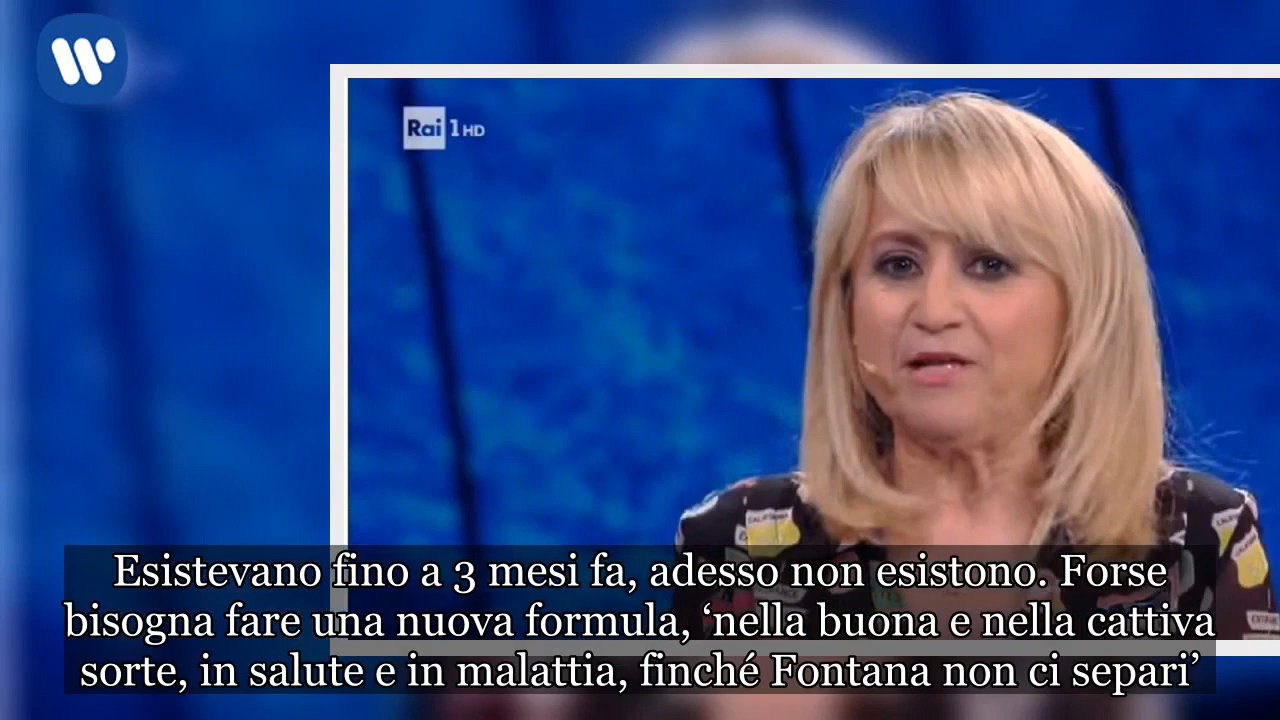 W
Rai 1 HD
CALIFORNIA
Esistevano fino a 3 mesi fa, adesso non esistono. Forse
bisogna fare una nuova formula, ‘nella buona e nella cattiva
sorte, in salute e in malattia, finché Fontana non ci separi’